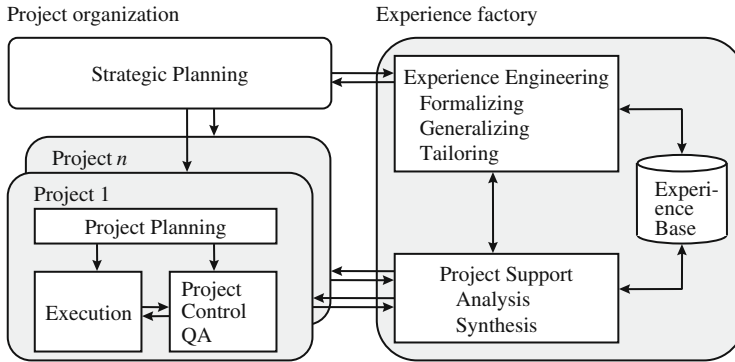 Project organization
Strategic Planning
Project n
Project 1
Project Planning
Execution
Project
Control
QA
Experience factory
Experience Engineering
Formalizing
Generalizing
Tailoring
Experi-
ence
Base
Project Support
Analysis
Synthesis